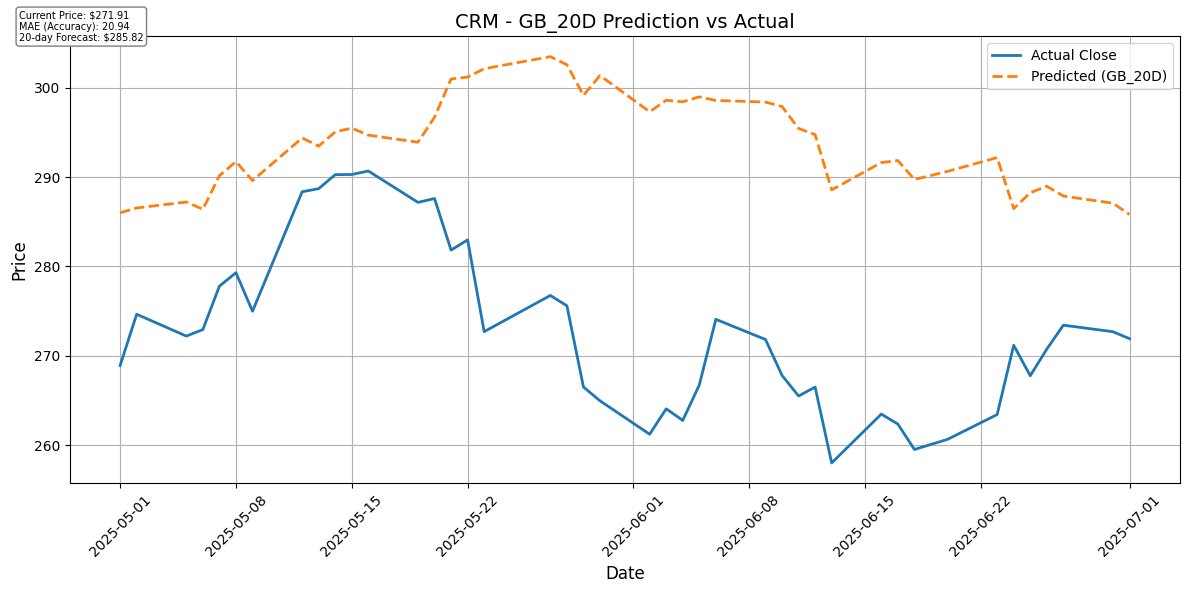 CRM - GB_20D Prediction vs Actual
Current Price: $271.91
MAE (Accuracy): 20.94
20-day Forecast: $285.82
Actual Close
Predicted (GB_20D)
Price
300
290
280
270
260
2025-05-01
2025-05-08
2025-05-15
2025-05-22
2025-06-01
2025-06-08
2025-06-15
2025-06-22
2025-07-01
Date